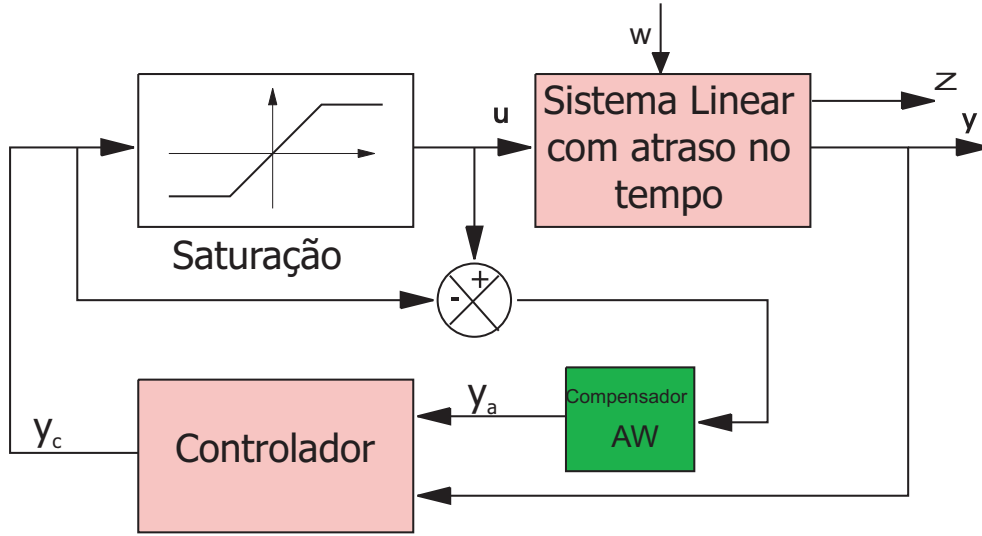 w
Sistema Linear
com atraso no
tempo
z
y
u
Saturação
+
-
Compensador
AW
ya
Controlador
yc